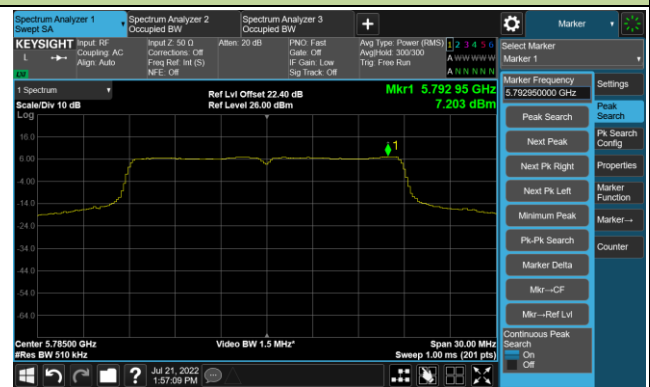 Spectrum Analyzer 1
Swept SA
Spectrum Analyzer 2
Occupied BW
Spectrum Analyzer 3
Occupied BW
Marker
KEYSIGHT
L
Input: RF
Coupling: AC
Align: Auto
Input Z: 50 Ω
Corrections: Off
Freq Ref: Int (S)
NFE: Off
Atten: 20 dB
PNO: Fast
Gate: Off
IF Gain: Low
Sig Track: Off
Avg Type: Power (RMS)
Avg|Hold: 300/300
Trig: Free Run
1 2 3 4 5 6
A W W W W W
A N N N N N
Select Marker
Marker 1
1 Spectrum
Scale/Div 10 dB
Log
Ref Lvl Offset 22.40 dB
Ref Level 26.00 dBm
Mkr1 5.792 95 GHz
7.203 dBm
1
16.0
6.00
-4.00
-14.0
-24.0
-34.0
-44.0
-54.0
-64.0
Center 5.78500 GHz
#Res BW 510 kHz
Video BW 1.5 MHz*
Span 30.00 MHz
Sweep 1.00 ms (201 pts)
Marker Frequency
5.792950000 GHz
Peak Search
Next Peak
Next Pk Right
Next Pk Left
Minimum Peak
Pk-Pk Search
Marker Delta
Mkr→CF
Mkr→Ref Lvl
Continuous Peak
Search
On
Off
Settings
Peak
Search
Pk Search
Config
Properties
Marker
Function
Marker→
Counter
Jul 21, 2022
1:57:09 PM